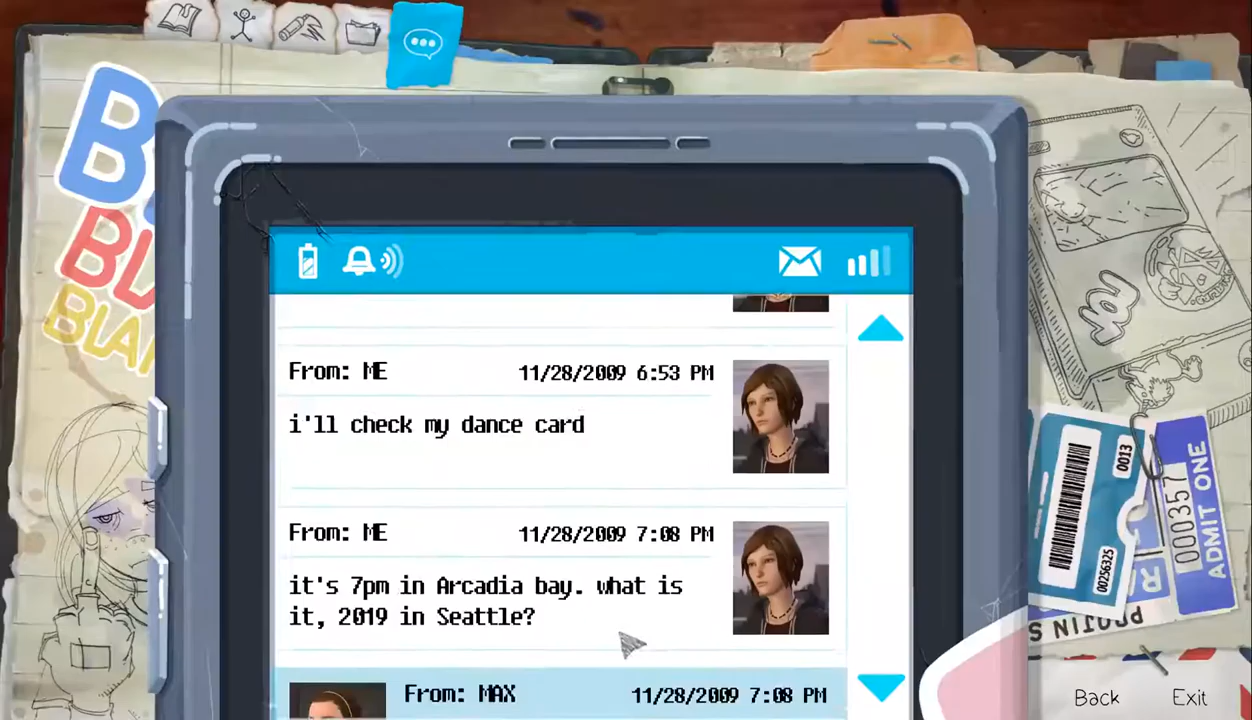 From: ME 11/28/2009 6:53 PM
i'll check my dance card
From: ME 11/28/2009 7:08 PM
it's 7pm in Arcadia bay. what is
it, 2019 in Seattle?
From: MAX 11/28/2009 7:08 PM
0013
00256325
000357
ADMIT ONE
Back Exit